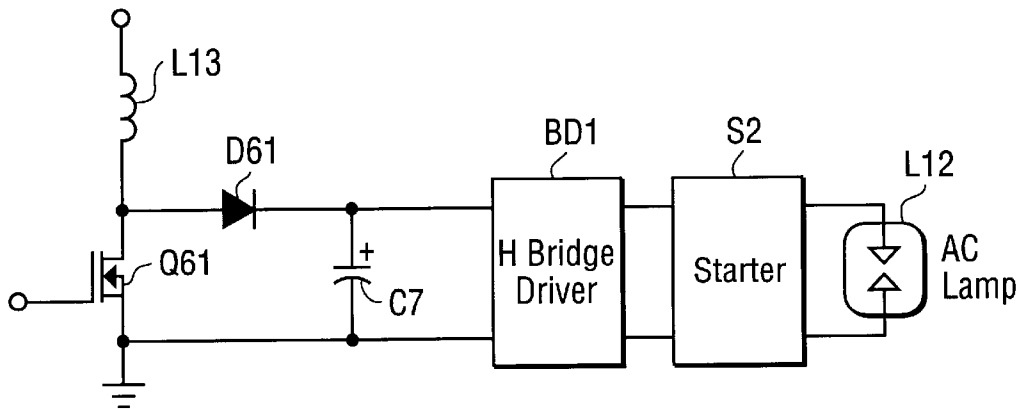 L13
D61
BD1
S2
L12
Q61
+
C7
H Bridge
Driver
Starter
AC
Lamp